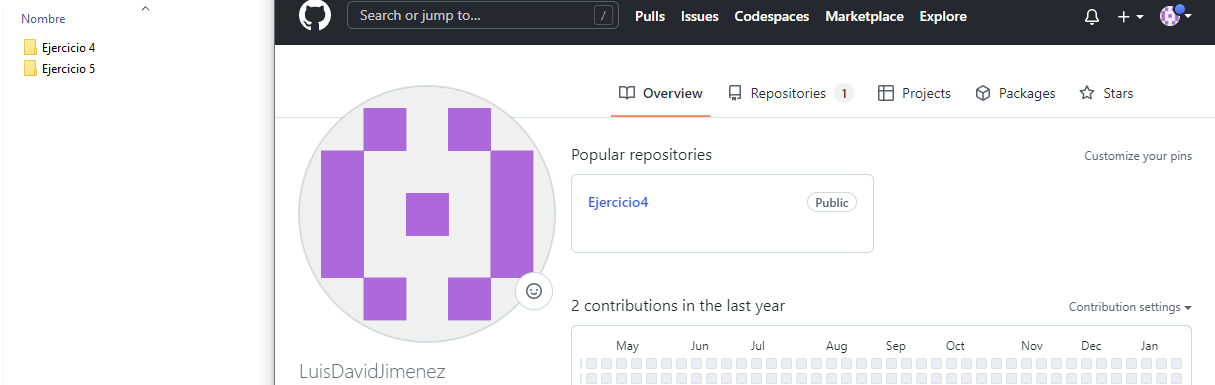 Nombre
Ejercicio 4
Ejercicio 5
Search or jump to... /
Pulls Issues Codespaces Marketplace Explore
Overview Repositories 1 Projects Packages Stars
Popular repositories Customize your pins
Ejercicio4 Public
2 contributions in the last year Contribution settings
May Jun Jul Aug Sep Oct Nov Dec Jan
LuisDavidJimenez